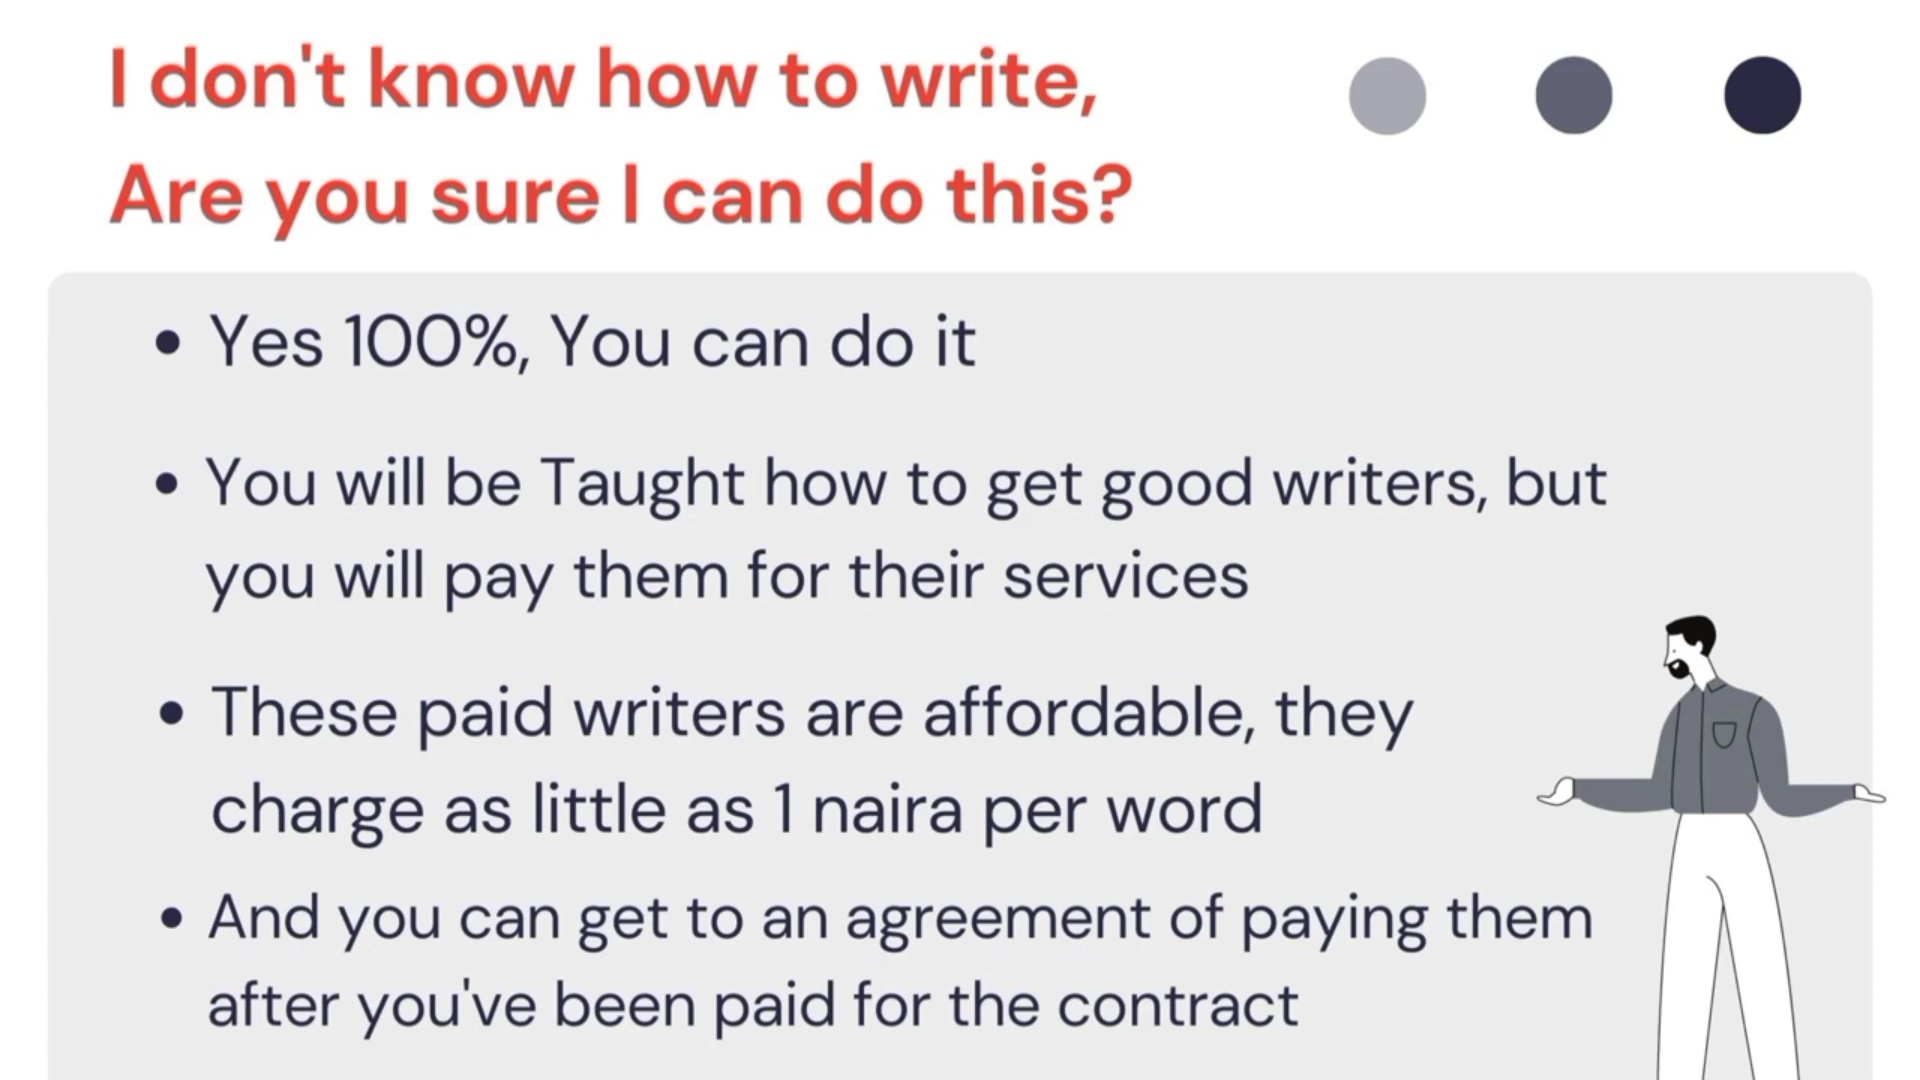 I don't know how to write,
Are you sure I can do this?
• Yes 100%, You can do it
• You will be Taught how to get good writers, but
you will pay them for their services
• These paid writers are affordable, they
charge as little as 1 naira per word
• And you can get to an agreement of paying them
after you've been paid for the contract